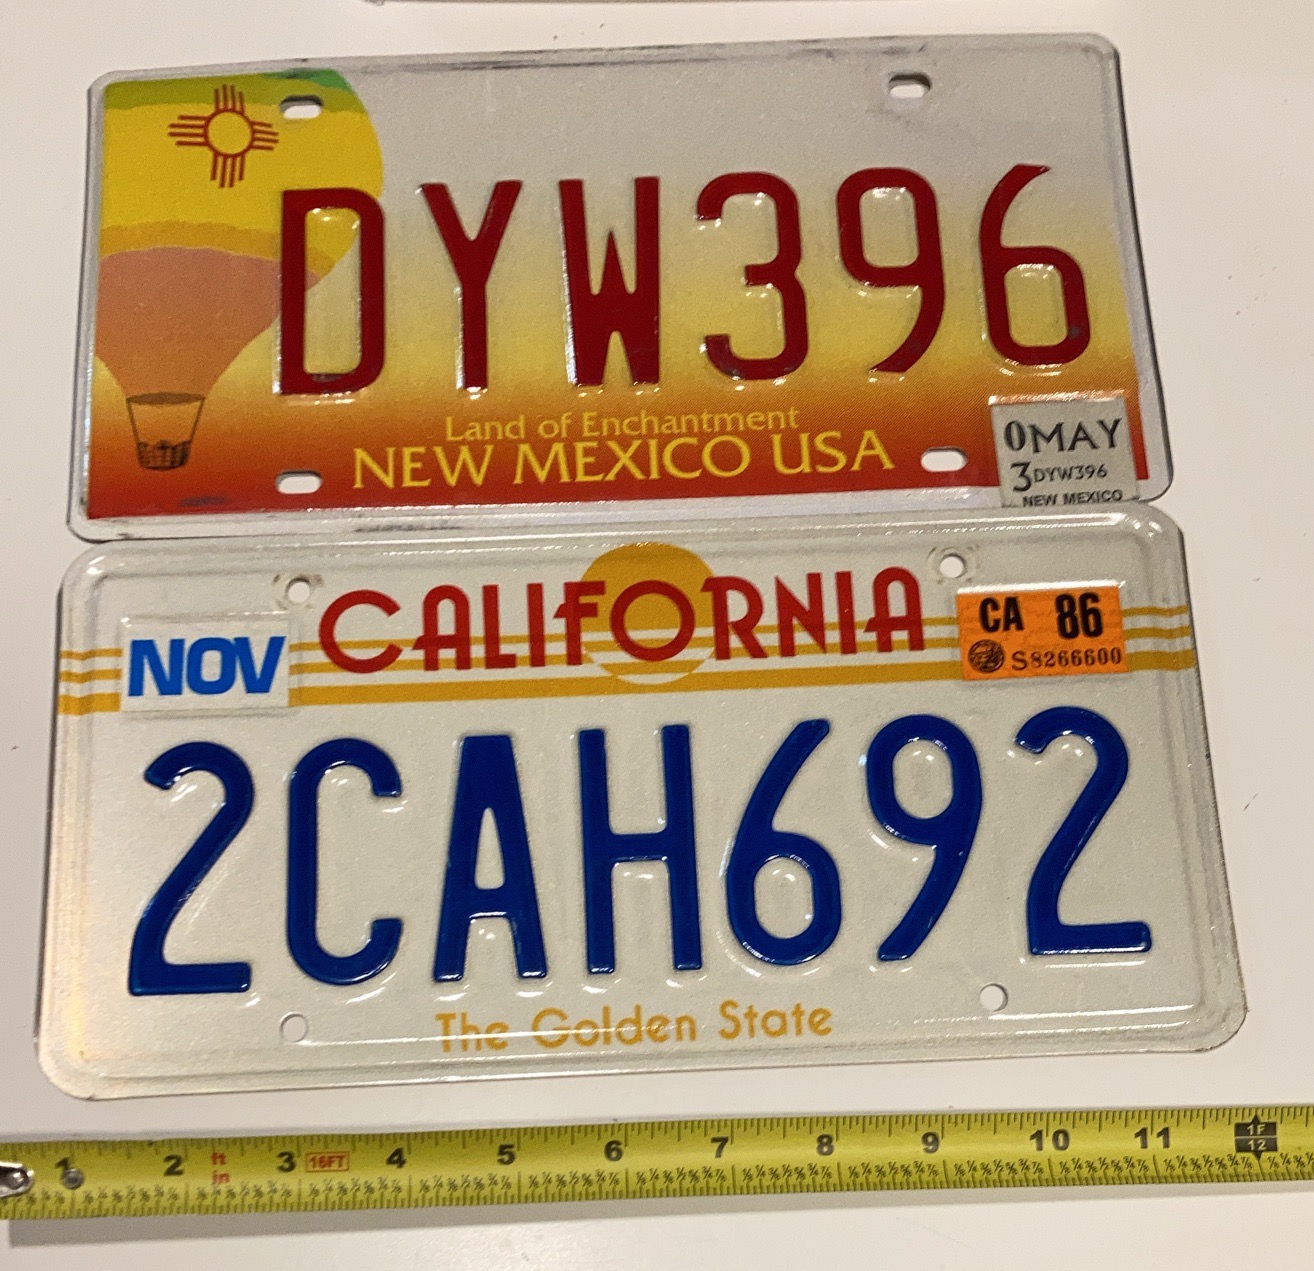 DYW396
Land of Enchantment
NEW MEXICO USA
0MAY
3DYW396
NEW MEXICO
CALIFORNIA
NOV
CA 86
S8266600
2CAH692
The Golden State
1 2 ft in 3 16FT 4 5 6 7 8 9 10 11 1F 12